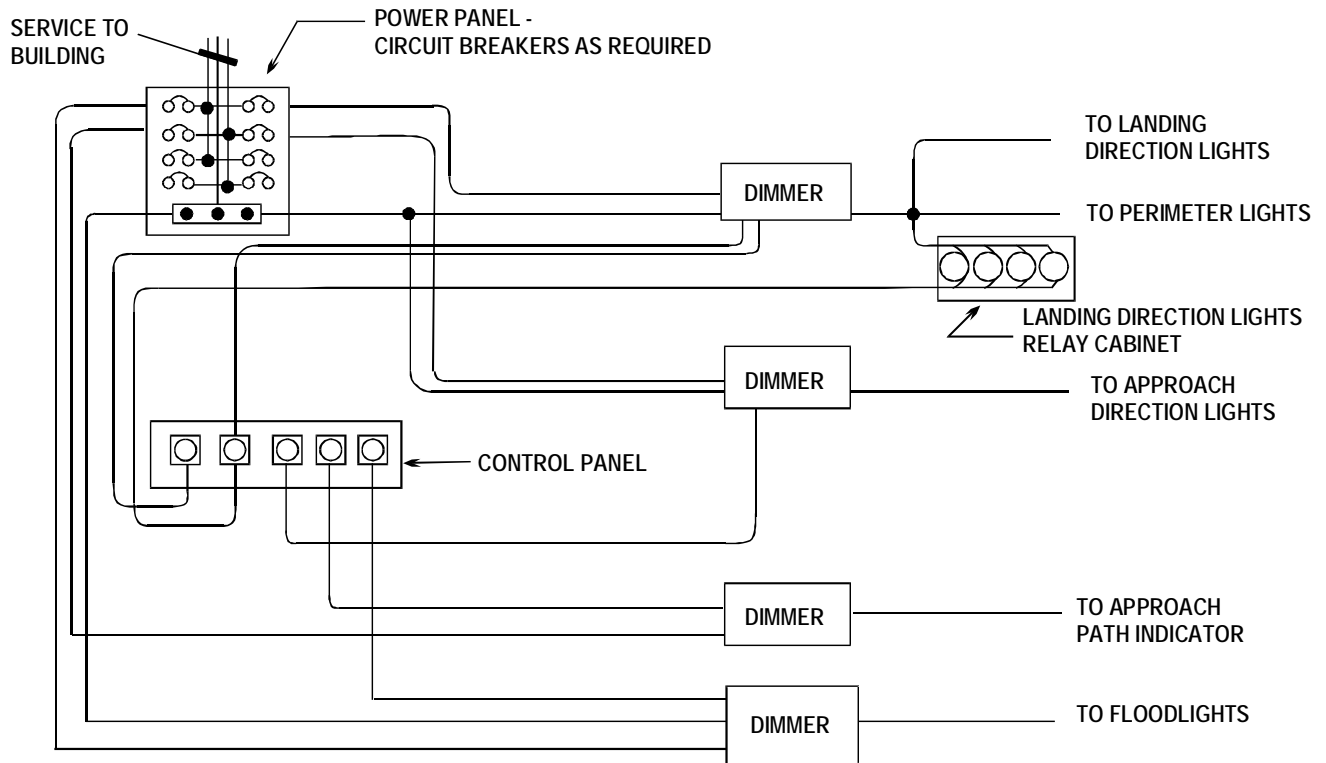 SERVICE TO
BUILDING
POWER PANEL -
CIRCUIT BREAKERS AS REQUIRED
TO LANDING
DIRECTION LIGHTS
DIMMER
TO PERIMETER LIGHTS
LANDING DIRECTION LIGHTS
RELAY CABINET
DIMMER
TO APPROACH
DIRECTION LIGHTS
CONTROL PANEL
DIMMER
TO APPROACH
PATH INDICATOR
DIMMER
TO FLOODLIGHTS